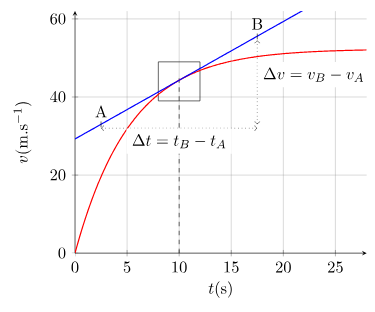 60
B
Δv = v_B − v_A
40
A
Δt = t_B − t_A
20
0
v(m.s⁻¹)
0 5 10 15 20 25
t(s)